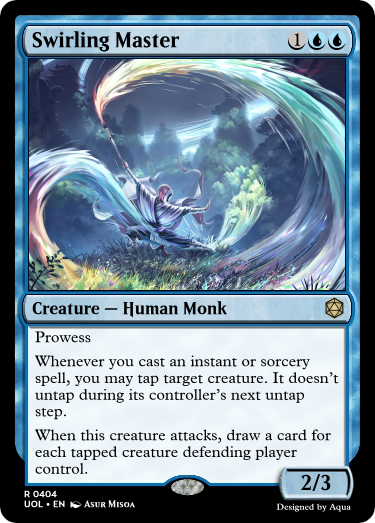 Swirling Master 1
Creature — Human Monk
Prowess
Whenever you cast an instant or sorcery
spell, you may tap target creature. It doesn't
untap during its controller's next untap
step.
When this creature attacks, draw a card for
each tapped creature defending player
control.
2/3
R 0404
UOL • EN Asur Misoa
Designed by Aqua